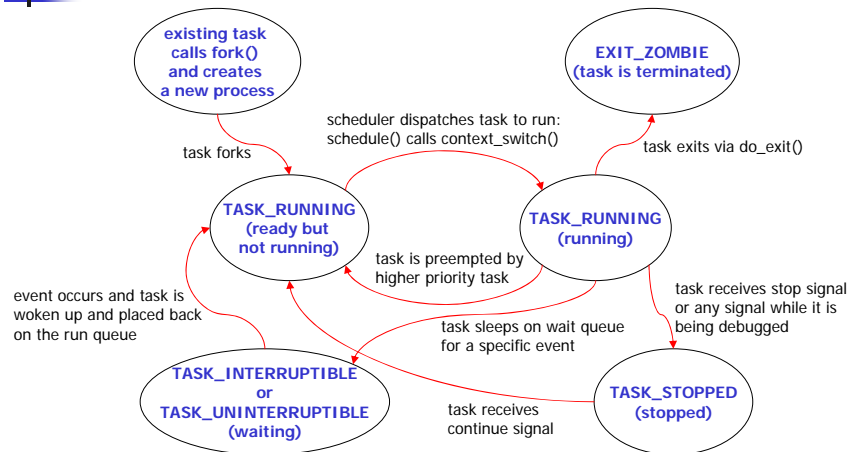 existing task
calls fork()
and creates
a new process
EXIT_ZOMBIE
(task is terminated)
scheduler dispatches task to run:
schedule() calls context_switch()
task forks
task exits via do_exit()
TASK_RUNNING
(ready but
not running)
TASK_RUNNING
(running)
task is preempted by
higher priority task
event occurs and task is
woken up and placed back
on the run queue
task receives stop signal
or any signal while it is
being debugged
task sleeps on wait queue
for a specific event
TASK_INTERRUPTIBLE
or
TASK_UNINTERRUPTIBLE
(waiting)
task receives
continue signal
TASK_STOPPED
(stopped)